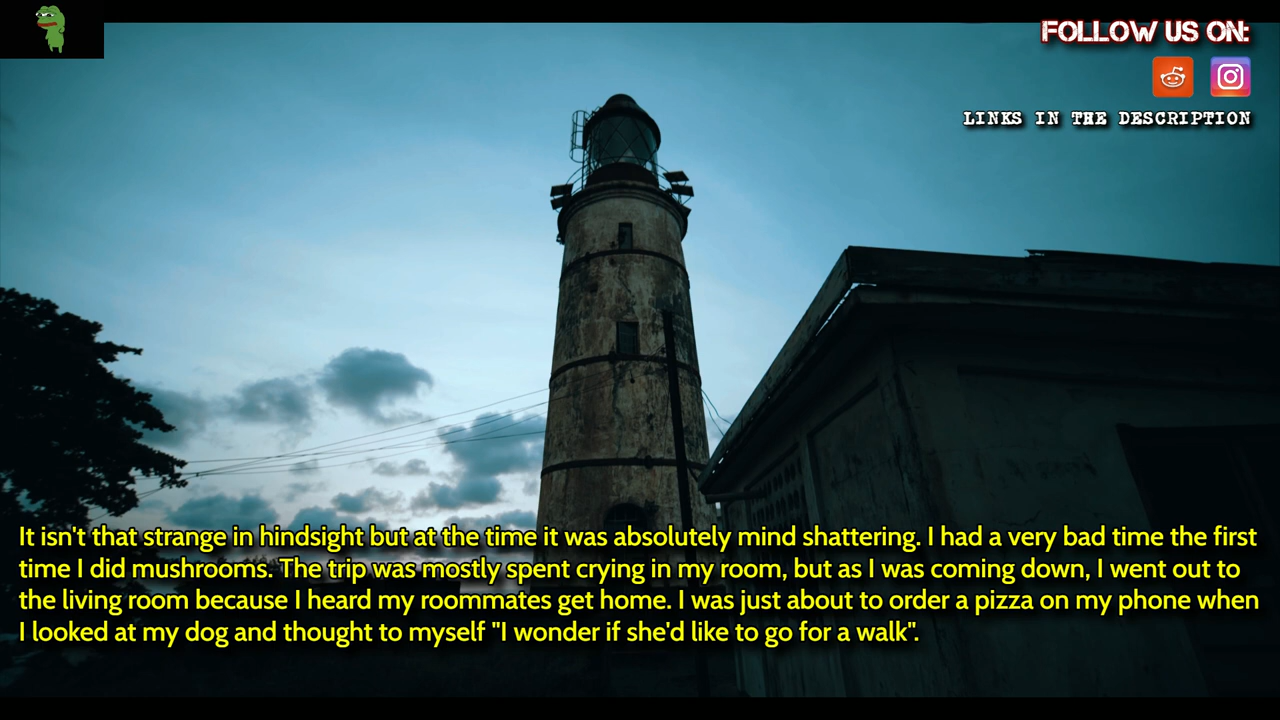 FOLLOW US ON:
LINKS IN THE DESCRIPTION
It isn't that strange in hindsight but at the time it was absolutely mind shattering. I had a very bad time the first
time I did mushrooms. The trip was mostly spent crying in my room, but as I was coming down, I went out to
the living room because I heard my roommates get home. I was just about to order a pizza on my phone when
I looked at my dog and thought to myself "I wonder if she'd like to go for a walk".